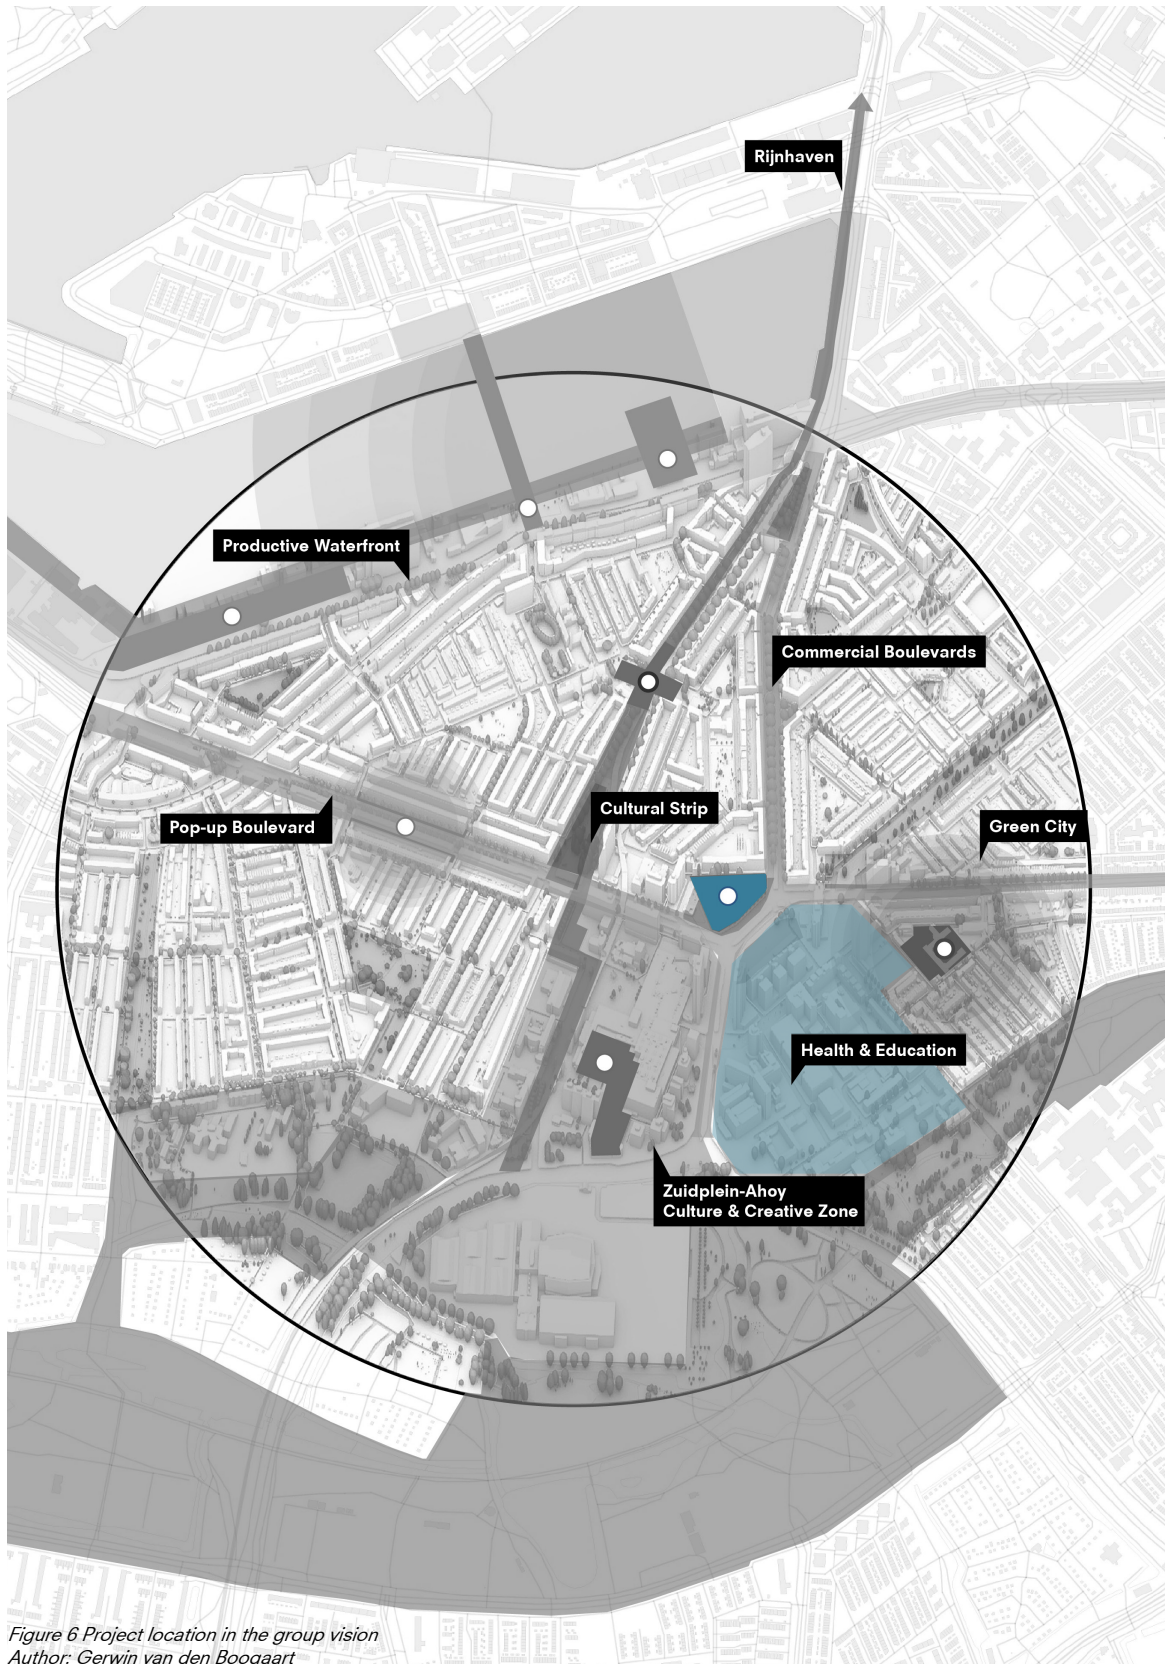 Rijnhaven
Productive Waterfront
Commercial Boulevards
Cultural Strip
Pop-up Boulevard
Green City
Health & Education
Zuidplein-Ahoy
Culture & Creative Zone
Figure 6 Project location in the group vision
Author: Gerwin van den Boogaart